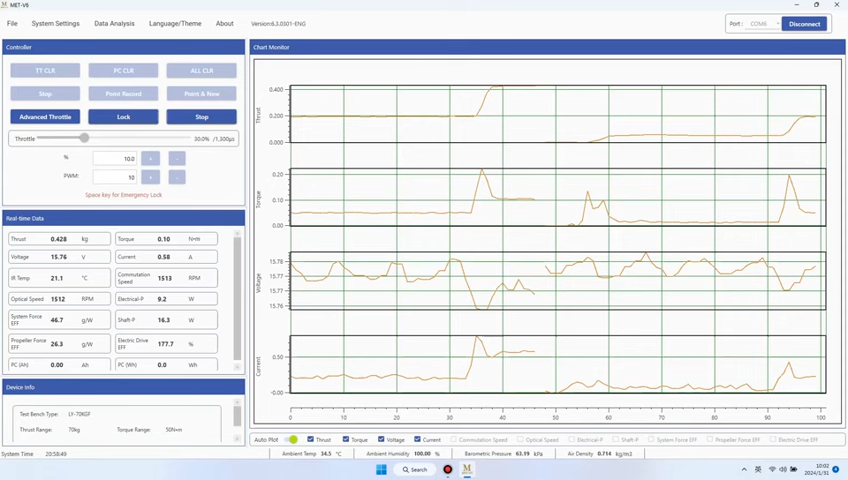 MET-V6
File System Settings Data Analysis Language/Theme About Version:6.3.0301-ENG Port : COM6 Disconnect
Controller
TT CLR PC CLR ALL CLR
Step Point Record Point & New
Advanced Throttle Lock Stop
Throttle 30.0% /1,300μs
% 10.0 + -
PWM: 10 + -
Space key for Emergency Lock
Real-time Data
Thrust 0.428 kg Torque 0.10 N•m
Voltage 15.76 V Current 0.58 A
IR Temp 21.1 °C Commutation Speed 1513 RPM
Optical Speed 1512 RPM Electrical-P 9.2 W
System Force EFF 46.7 g/W Shaft-P 16.3 W
Propeller Force EFF 26.3 g/W Electric Drive EFF 177.7 %
PC (Ah) 0.00 Ah PC (Wh) 0.0 Wh
Device Info
Test Bench Type: LY-70KGF
Thrust Range: 70kg Torque Range: 50N•m
System Time 20:58:49
Chart Monitor
Thrust
0.400
0.200
0.000
Torque
0.20
0.10
0.00
Voltage
15.78
15.77
15.76
Current
0.50
-0.00
0 10 20 30 40 50 60 70 80 90 100
Auto Plot Thrust Torque Voltage Current Commutation Speed Optical Speed Electrical-P Shaft-P System Force EFF Propeller Force EFF Electric Drive EFF
Ambient Temp 34.5 °C Ambient Humidity 100.00 % Barometric Pressure 63.19 kPa Air Density 0.714 kg/m3
Search
英
10:02
2024/1/31